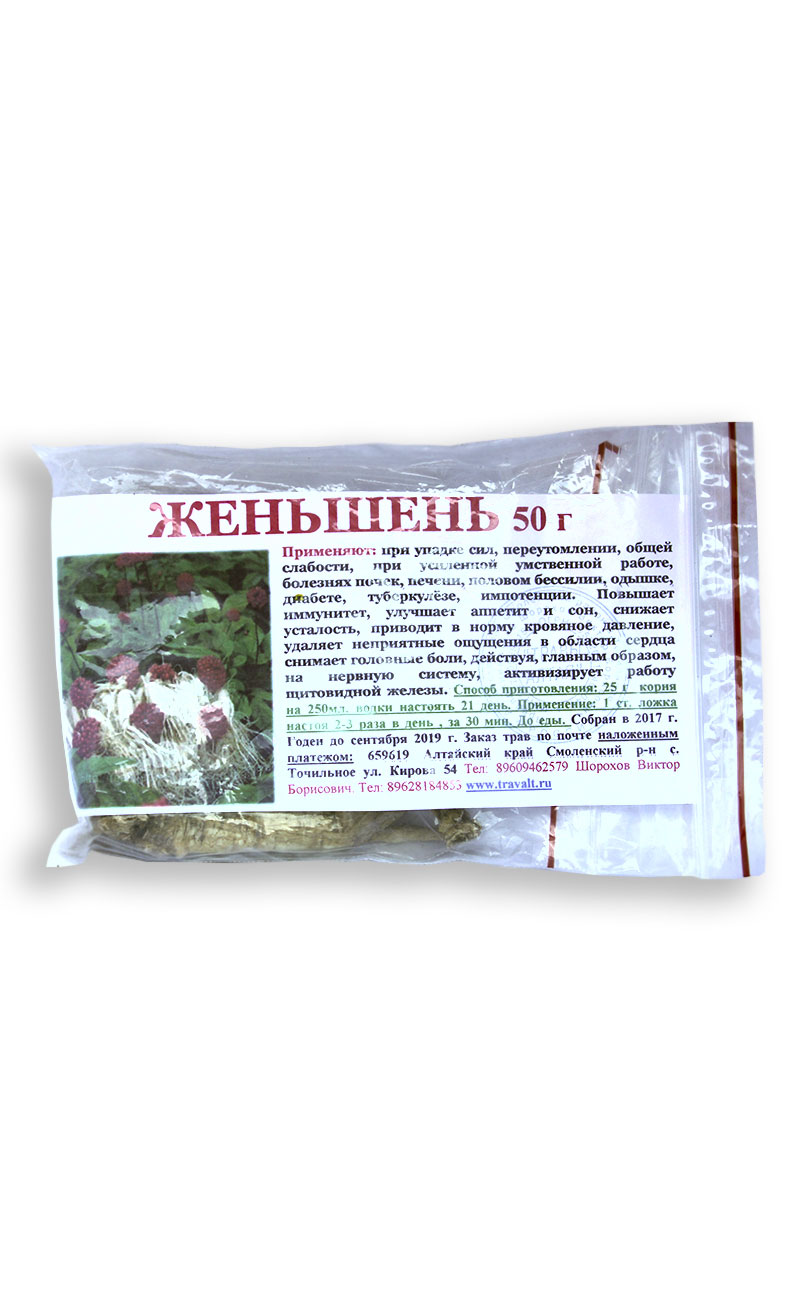 ЖЕНЬШЕНЬ 50 г
Применяют: при упадке сил, переутомлении, общей
слабости, при усиленной умственной работе,
болезнях почек, печени, половом бессилии, одышке,
диабете, туберкулёзе, импотенции. Повышает
иммунитет, улучшает аппетит и сон, снижает
усталость, приводит в норму кровяное давление,
удаляет неприятные ощущения в области сердца
снимает головные боли, действуя, главным образом,
на нервную систему, активизирует работу
щитовидной железы. Способ приготовления: 25 г корня
на 250мл. водки настоять 21 день. Применение: 1 ст. ложка
настоя 2-3 раза в день , за 30 мин. До еды. Собран в 2017 г.
Годен до сентября 2019 г. Заказ трав по почте наложенным
платежом: 659619 Алтайский край Смоленский р-н с.
Точильное ул. Кирова 54 Тел: 89609462579 Шорохов Виктор
Борисович. Тел: 89628184853 www.travalt.ru